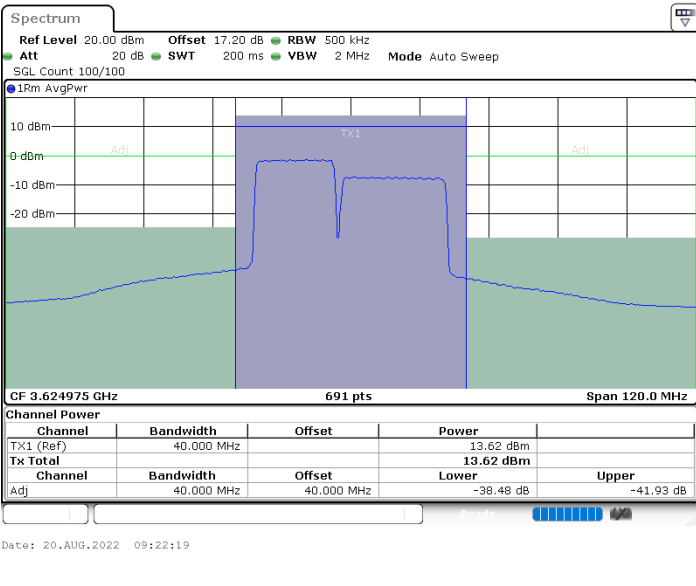 Spectrum
Ref Level 20.00 dBm Offset 17.20 dB RBW 500 kHz
Att 20 dB SWT 200 ms VBW 2 MHz Mode Auto Sweep
SGL Count 100/100
1Rm AvgPwr
10 dBm
TX1
Adj Adj
0 dBm
-10 dBm
-20 dBm
CF 3.624975 GHz 691 pts Span 120.0 MHz
Channel Power
Channel Bandwidth Offset Power
TX1 (Ref) 40.000 MHz 13.62 dBm
Tx Total 13.62 dBm
Channel Bandwidth Offset Lower Upper
Adj 40.000 MHz 40.000 MHz -38.48 dB -41.93 dB
Ready
Date: 20.AUG.2022 09:22:19